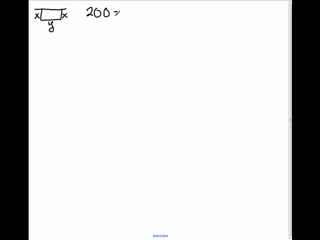 x x 200 =
y